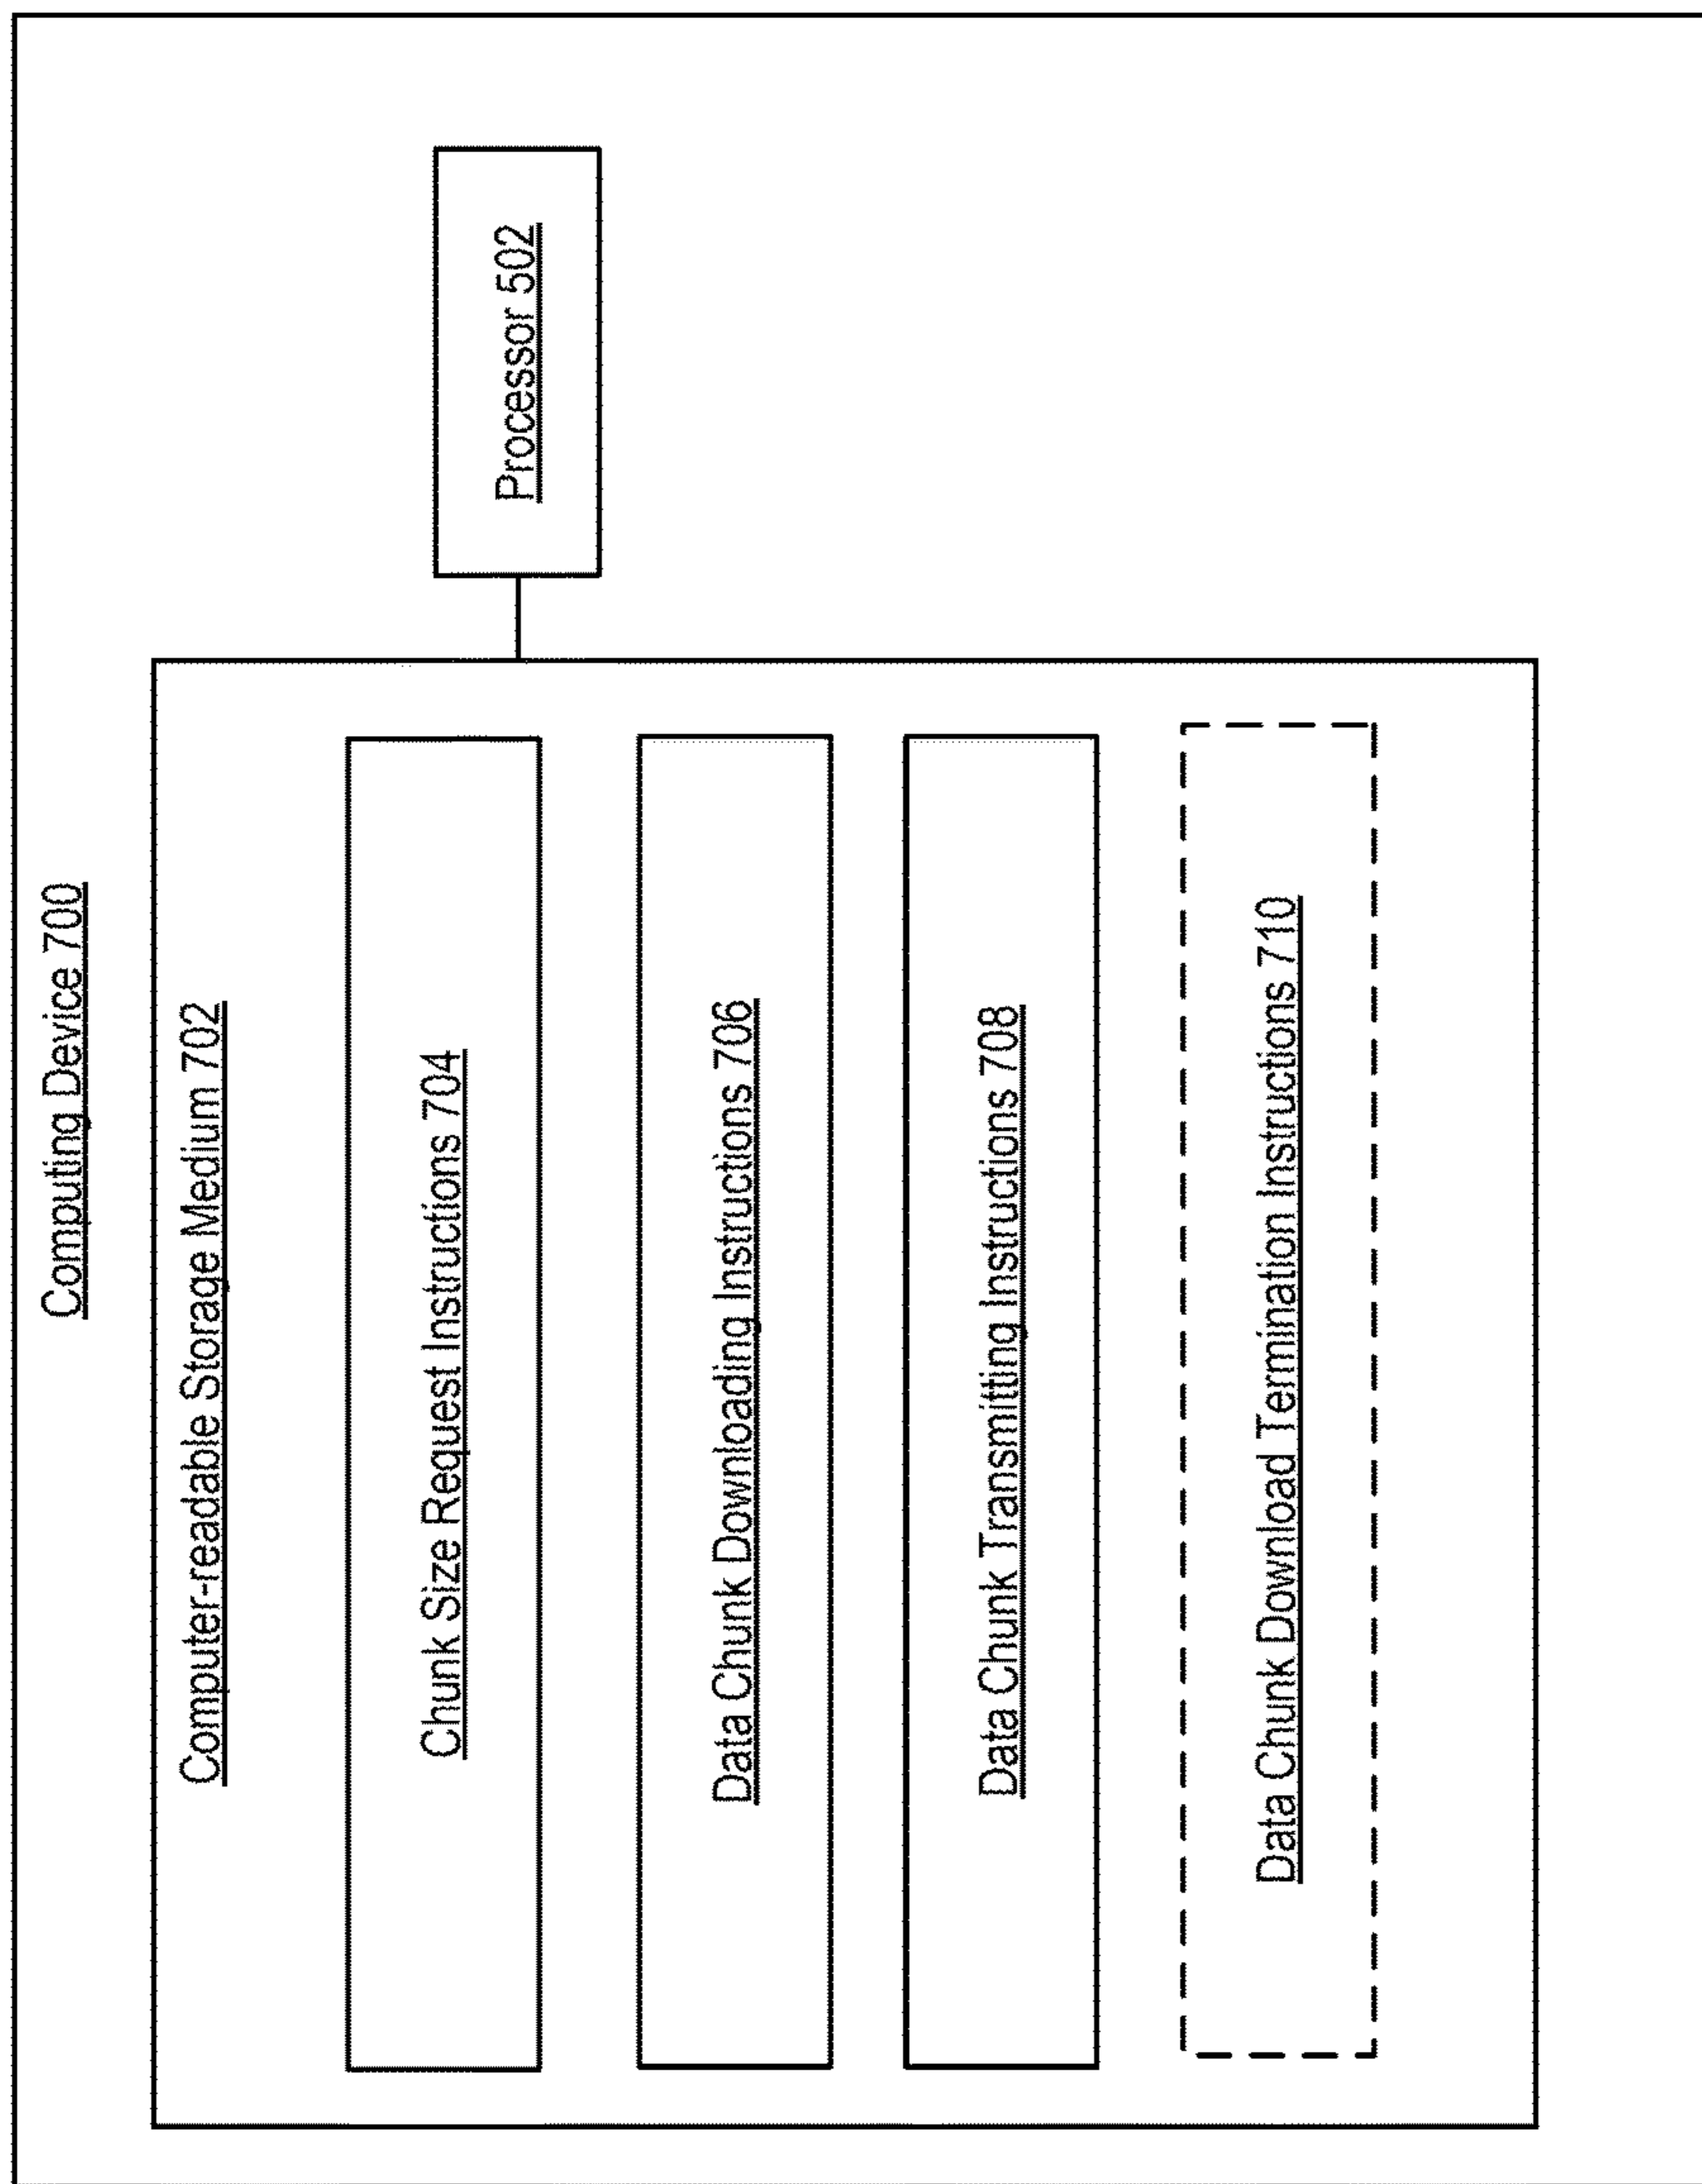 Computing Device 700
Computer-readable Storage Medium 702
Chunk Size Request Instructions 704
Data Chunk Downloading Instructions 706
Data Chunk Transmitting Instructions 708
Data Chunk Download Termination Instructions 710
Processor 502